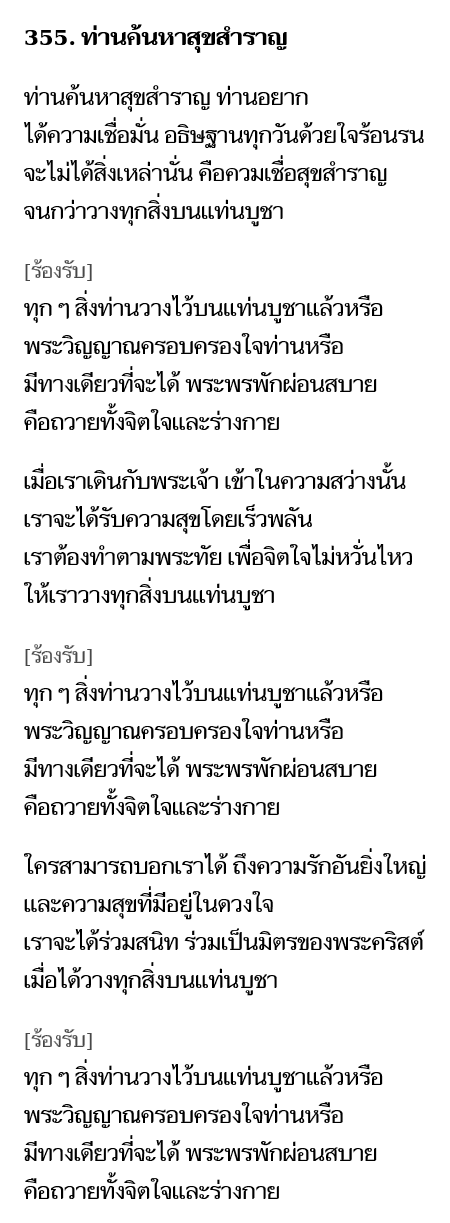 355. ท่านค้นหาสุขสำราญ
ท่านค้นหาสุขสำราญ ท่านอยาก
ได้ความเชื่อมั่น อธิษฐานทุกวันด้วยใจร้อนรน
จะไม่ได้สิ่งเหล่านั่น คือควมเชื่อสุขสำราญ
จนกว่าวางทุกสิ่งบนแท่นบูชา
[ร้องรับ]
ทุก ๆ สิ่งท่านวางไว้บนแท่นบูชาแล้วหรือ
พระวิญญาณครอบครองใจท่านหรือ
มีทางเดียวที่จะได้ พระพรพักผ่อนสบาย
คือถวายทั้งจิตใจและร่างกาย
เมื่อเราเดินกับพระเจ้า เข้าในความสว่างนั้น
เราจะได้รับความสุขโดยเร็วพลัน
เราต้องทำตามพระทัย เพื่อจิตใจไม่หวั่นไหว
ให้เราวางทุกสิ่งบนแท่นบูชา
[ร้องรับ]
ทุก ๆ สิ่งท่านวางไว้บนแท่นบูชาแล้วหรือ
พระวิญญาณครอบครองใจท่านหรือ
มีทางเดียวที่จะได้ พระพรพักผ่อนสบาย
คือถวายทั้งจิตใจและร่างกาย
ใครสามารถบอกเราได้ ถึงความรักอันยิ่งใหญ่
และความสุขที่มีอยู่ในดวงใจ
เราจะได้ร่วมสนิท ร่วมเป็นมิตรของพระคริสต์
เมื่อได้วางทุกสิ่งบนแท่นบูชา
[ร้องรับ]
ทุก ๆ สิ่งท่านวางไว้บนแท่นบูชาแล้วหรือ
พระวิญญาณครอบครองใจท่านหรือ
มีทางเดียวที่จะได้ พระพรพักผ่อนสบาย
คือถวายทั้งจิตใจและร่างกาย